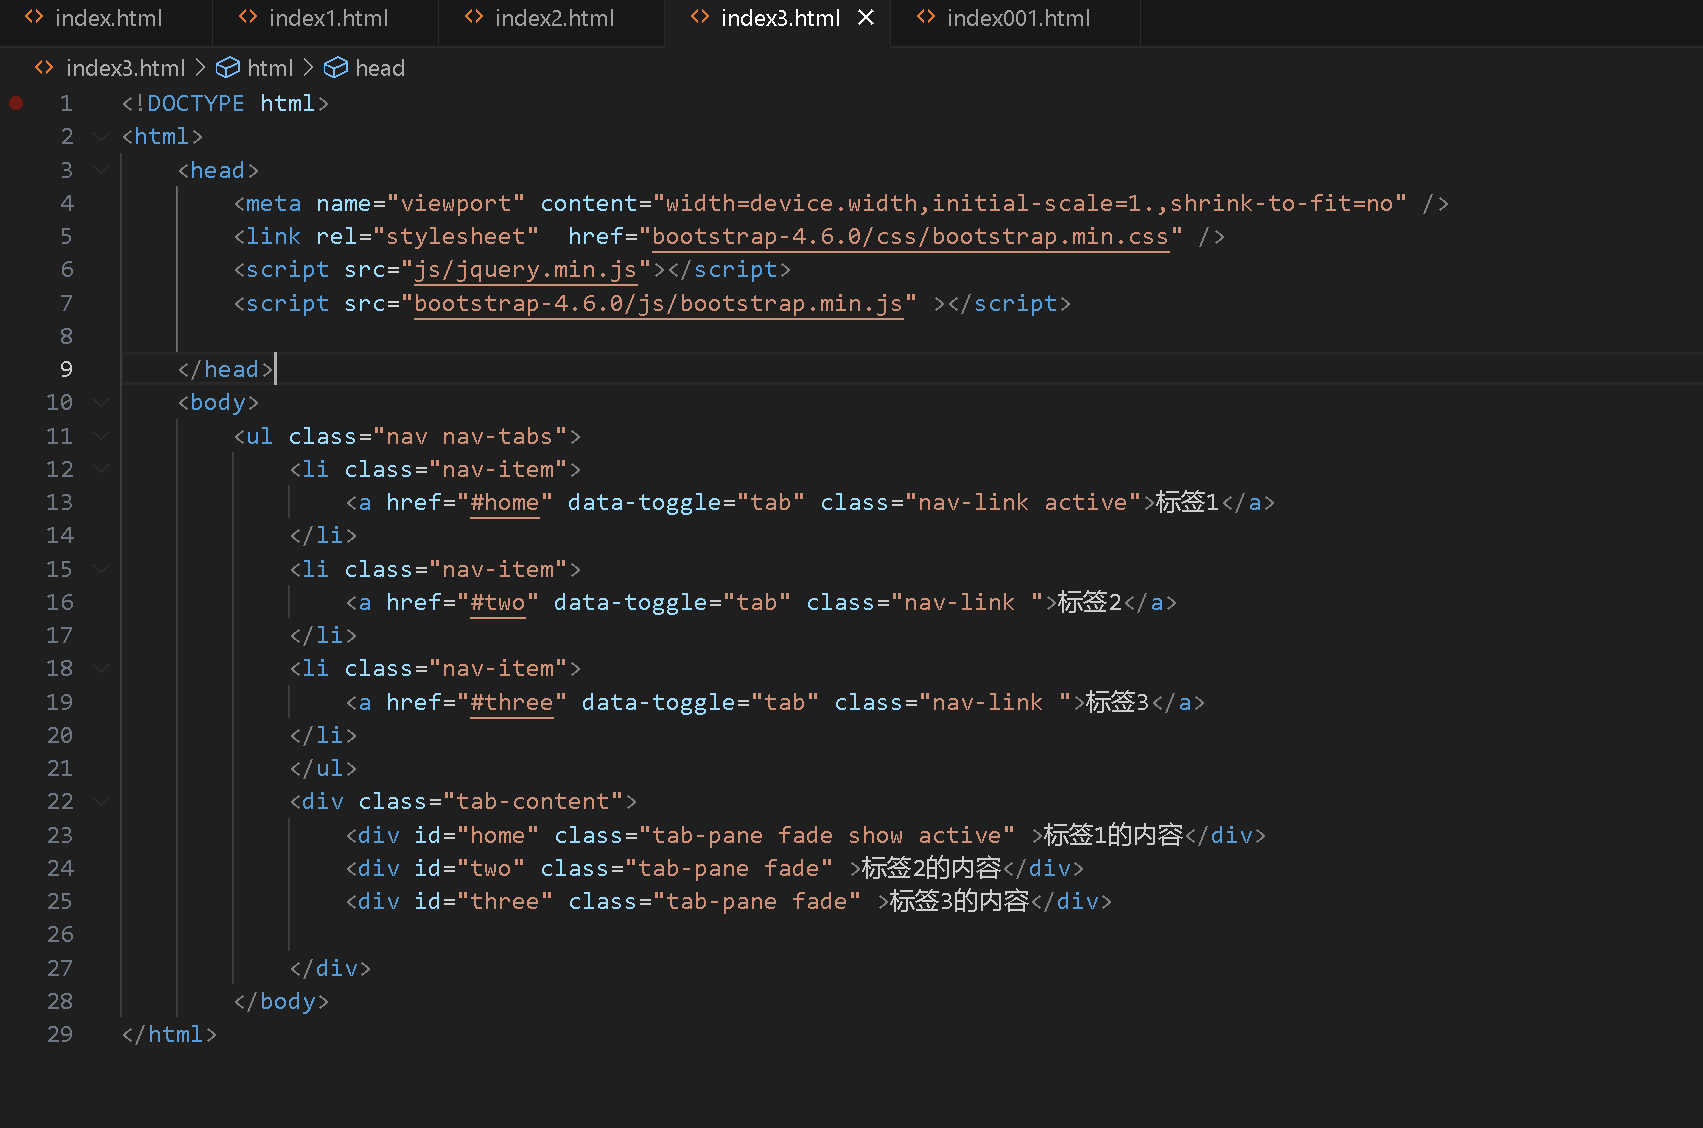 index.html index1.html index2.html index3.html index001.html
index3.html > html > head
1 <!DOCTYPE html>
2 <html>
3 <head>
4 <meta name="viewport" content="width=device.width,initial-scale=1.,shrink-to-fit=no" />
5 <link rel="stylesheet"  href="bootstrap-4.6.0/css/bootstrap.min.css" />
6 <script src="js/jquery.min.js"></script>
7 <script src="bootstrap-4.6.0/js/bootstrap.min.js" ></script>
8
9 </head>
10 <body>
11 <ul class="nav nav-tabs">
12 <li class="nav-item">
13 <a href="#home" data-toggle="tab" class="nav-link active">标签1</a>
14 </li>
15 <li class="nav-item">
16 <a href="#two" data-toggle="tab" class="nav-link ">标签2</a>
17 </li>
18 <li class="nav-item">
19 <a href="#three" data-toggle="tab" class="nav-link ">标签3</a>
20 </li>
21 </ul>
22 <div class="tab-content">
23 <div id="home" class="tab-pane fade show active" >标签1的内容</div>
24 <div id="two" class="tab-pane fade" >标签2的内容</div>
25 <div id="three" class="tab-pane fade" >标签3的内容</div>
26
27 </div>
28 </body>
29 </html>